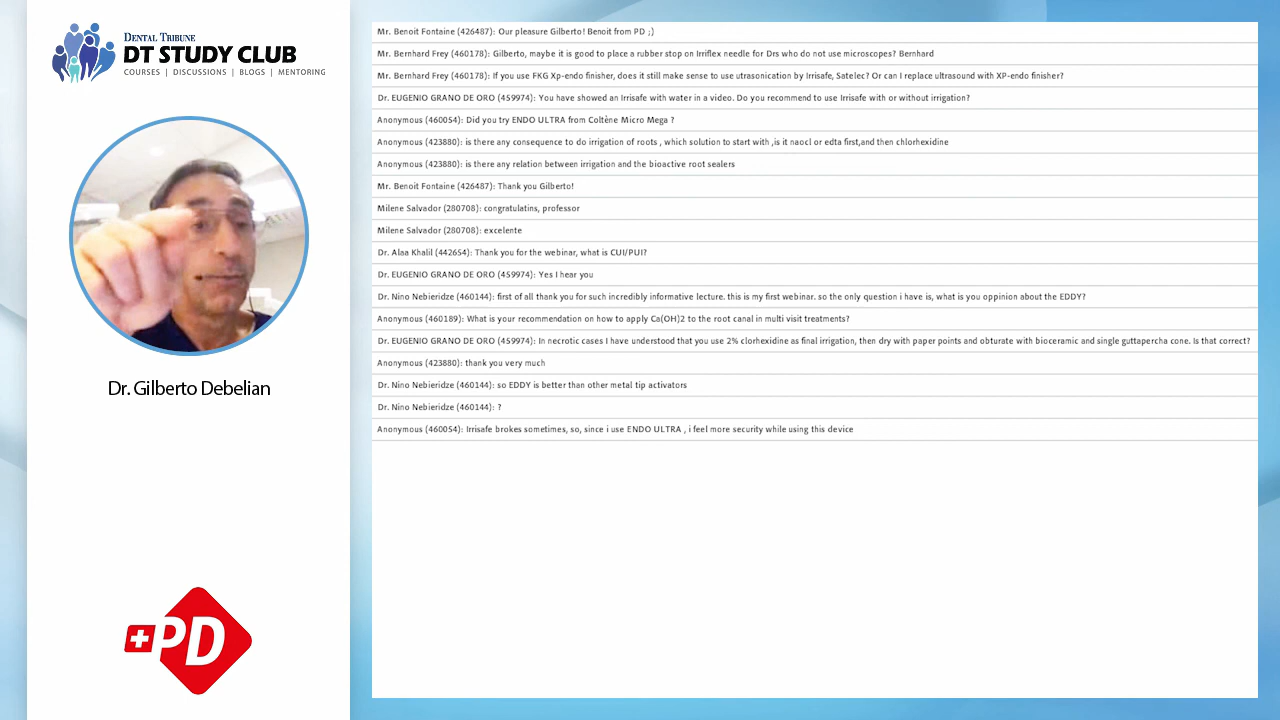 DENTAL TRIBUNE
DT STUDY CLUB
COURSES | DISCUSSIONS | BLOGS | MENTORING
Dr. Gilberto Debelian
+PD
Mr. Benoit Fontaine (426487): Our pleasure Gilberto! Benoit from PD ;)
Mr. Bernhard Frey (460178): Gilberto, maybe it is good to place a rubber stop on Irriflex needle for Drs who do not use microscopes? Bernhard
Mr. Bernhard Frey (460178): If you use FKG Xp-endo finisher, does it still make sense to use utrasonication by Irrisafe, Satelec? Or can I replace ultrasound with XP-endo finisher?
Dr. EUGENIO GRANO DE ORO (459974): You have showed an Irrisafe with water in a video. Do you recommend to use Irrisafe with or without irrigation?
Anonymous (460054): Did you try ENDO ULTRA from Coltène Micro Mega ?
Anonymous (423880): is there any consequence to do irrigation of roots , which solution to start with ,is it naocl or edta first,and then chlorhexidine
Anonymous (423880): is there any relation between irrigation and the bioactive root sealers
Mr. Benoit Fontaine (426487): Thank you Gilberto!
Milene Salvador (280708): congratulatins, professor
Milene Salvador (280708): excelente
Dr. Alaa Khalil (442654): Thank you for the webinar, what is CUI/PUI?
Dr. EUGENIO GRANO DE ORO (459974): Yes I hear you
Dr. Nino Nebieridze (460144): first of all thank you for such incredibly informative lecture. this is my first webinar. so the only question i have is, what is you oppinion about the EDDY?
Anonymous (460189): What is your recommendation on how to apply Ca(OH)2 to the root canal in multi visit treatments?
Dr. EUGENIO GRANO DE ORO (459974): In necrotic cases I have understood that you use 2% clorhexidine as final irrigation, then dry with paper points and obturate with bioceramic and single guttapercha cone. Is that correct?
Anonymous (423880): thank you very much
Dr. Nino Nebieridze (460144): so EDDY is better than other metal tip activators
Dr. Nino Nebieridze (460144): ?
Anonymous (460054): Irrisafe brokes sometimes, so, since i use ENDO ULTRA , i feel more security while using this device